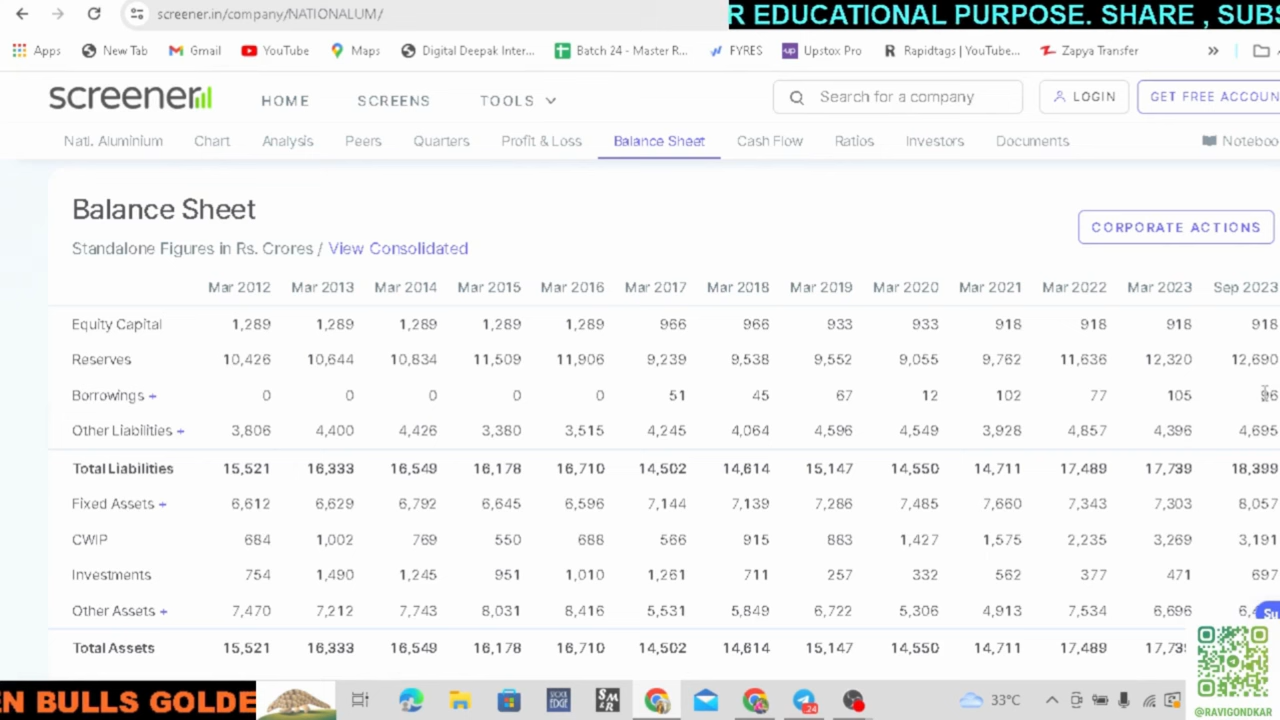 screener.in/company/NATIONALUM/
R EDUCATIONAL PURPOSE. SHARE , SUBS
Apps New Tab Gmail YouTube Maps Digital Deepak Inter... Batch 24 - Master R... FYRES Upstox Pro Rapidtags | YouTube... Zapya Transfer »
screener HOME SCREENS TOOLS Search for a company LOGIN GET FREE ACCOUN
Natl. Aluminium Chart Analysis Peers Quarters Profit & Loss Balance Sheet Cash Flow Ratios Investors Documents Noteboo
Balance Sheet
CORPORATE ACTIONS
Standalone Figures in Rs. Crores / View Consolidated
Mar 2012 Mar 2013 Mar 2014 Mar 2015 Mar 2016 Mar 2017 Mar 2018 Mar 2019 Mar 2020 Mar 2021 Mar 2022 Mar 2023 Sep 2023
Equity Capital 1,289 1,289 1,289 1,289 1,289 966 966 933 933 918 918 918 918
Reserves 10,426 10,644 10,834 11,509 11,906 9,239 9,538 9,552 9,055 9,762 11,636 12,320 12,690
Borrowings + 0 0 0 0 0 51 45 67 12 102 77 105
Other Liabilities + 3,806 4,400 4,426 3,380 3,515 4,245 4,064 4,596 4,549 3,928 4,857 4,396 4,695
Total Liabilities 15,521 16,333 16,549 16,178 16,710 14,502 14,614 15,147 14,550 14,711 17,489 17,739 18,399
Fixed Assets + 6,612 6,629 6,792 6,645 6,596 7,144 7,139 7,286 7,485 7,660 7,343 7,303 8,057
CWIP 684 1,002 769 550 688 566 915 883 1,427 1,575 2,235 3,269 3,191
Investments 754 1,490 1,245 951 1,010 1,261 711 257 332 562 377 471 697
Other Assets + 7,470 7,212 7,743 8,031 8,416 5,531 5,849 6,722 5,306 4,913 7,534 6,696
Su
Total Assets 15,521 16,333 16,549 16,178 16,710 14,502 14,614 15,147 14,550 14,711 17,489 17,73
EN BULLS GOLDE
STOCK EDGE
24
33°C
@RAVIGONDKAR